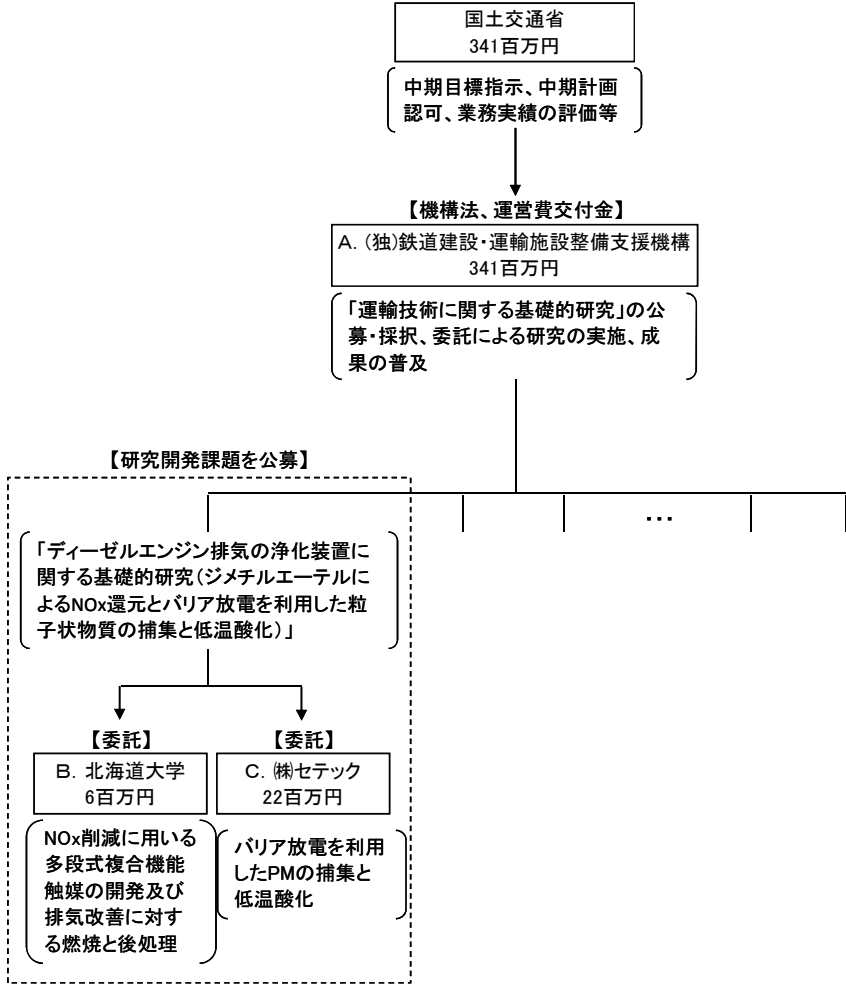 国土交通省
341百万円
中期目標指示、中期計画
認可、業務実績の評価等
【機構法、運営費交付金】
A．（独）鉄道建設・運輸施設整備支援機構
341百万円
「運輸技術に関する基礎的研究」の公
募・採択、委託による研究の実施、成
果の普及
【研究開発課題を公募】
…
「ディーゼルエンジン排気の浄化装置に
関する基礎的研究（ジメチルエーテルに
よるNOx還元とバリア放電を利用した粒
子状物質の捕集と低温酸化）」
【委託】
B．北海道大学
6百万円
NOx削減に用いる
多段式複合機能
触媒の開発及び
排気改善に対す
る燃焼と後処理
【委託】
C．㈱セテック
22百万円
バリア放電を利用
したPMの捕集と
低温酸化